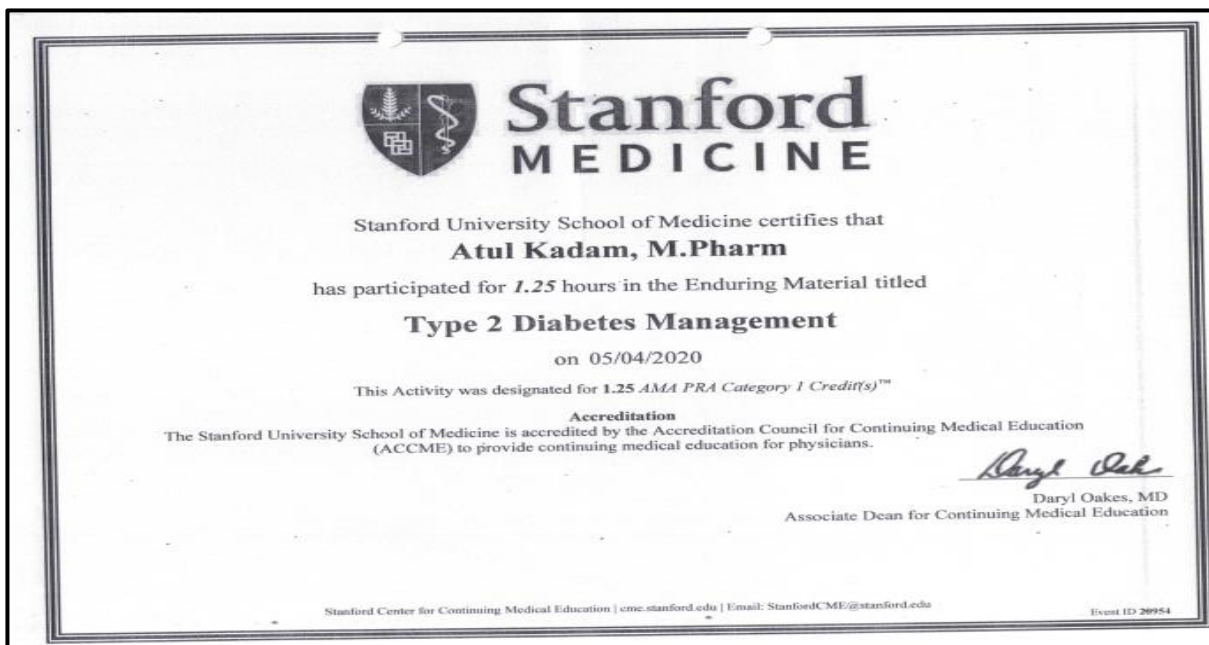 Stanford
MEDICINE
Stanford University School of Medicine certifies that
Atul Kadam, M.Pharm
has participated for 1.25 hours in the Enduring Material titled
Type 2 Diabetes Management
on 05/04/2020
This Activity was designated for 1.25 AMA PRA Category 1 Credit(s)™
Accreditation
The Stanford University School of Medicine is accredited by the Accreditation Council for Continuing Medical Education
(ACCME) to provide continuing medical education for physicians.
Daryl Oakes
Daryl Oakes, MD
Associate Dean for Continuing Medical Education
Stanford Center for Continuing Medical Education | cme.stanford.edu | Email: StanfordCME@stanford.edu
Event ID 20954